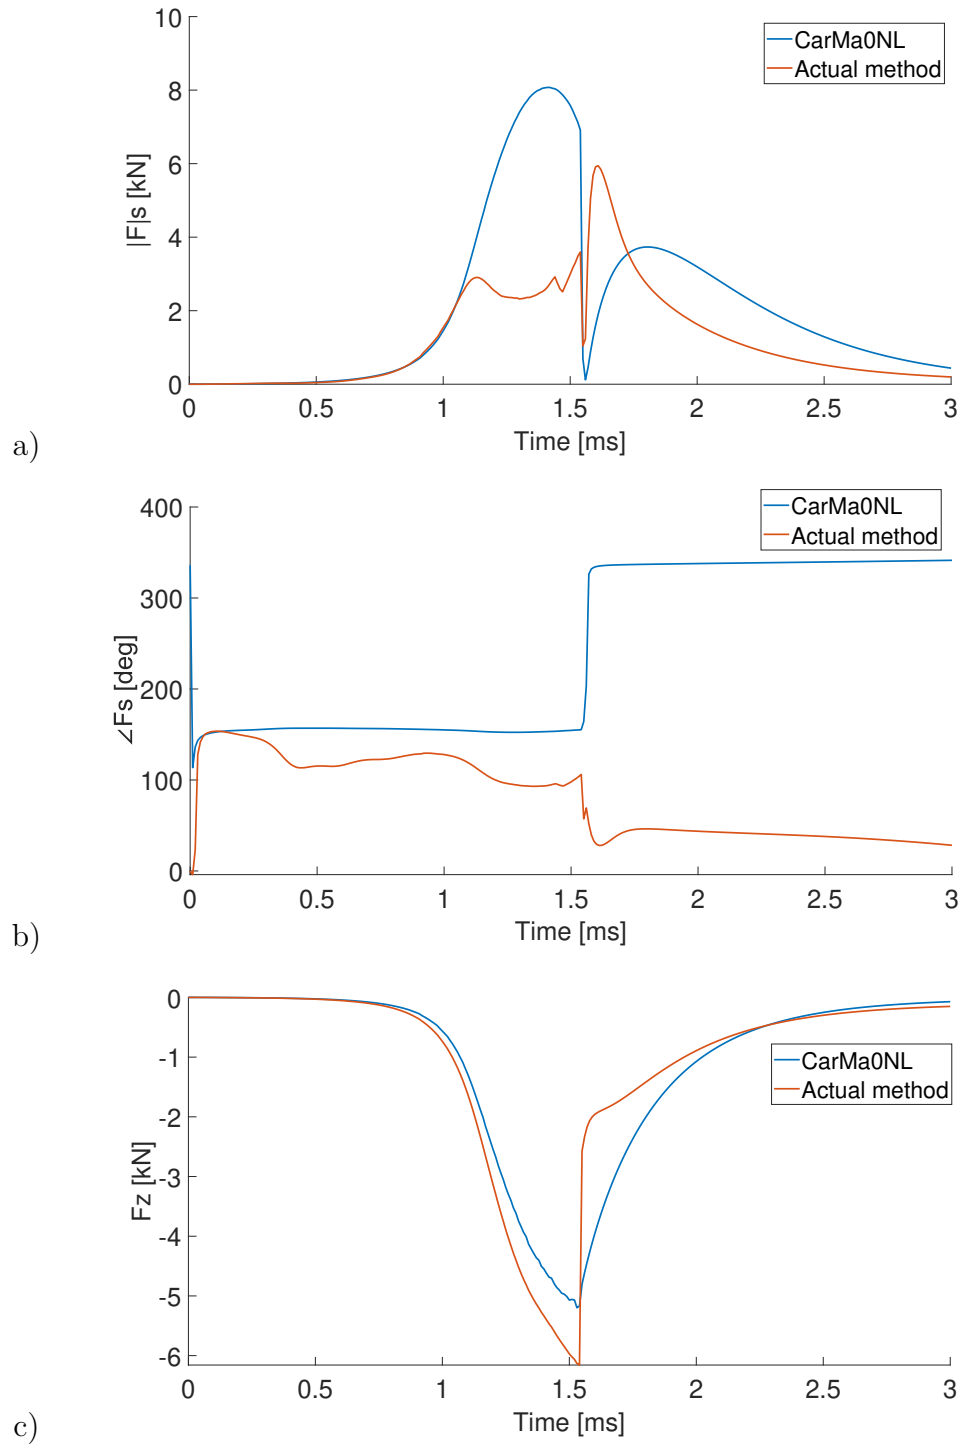 10
8
6
4
2
0
|F|s [kN]
CarMa0NL
Actual method
0 0.5 1 1.5 2 2.5 3
Time [ms]
a)
400
300
200
100
0
∠Fs [deg]
CarMa0NL
Actual method
0 0.5 1 1.5 2 2.5 3
Time [ms]
b)
0
-1
-2
-3
-4
-5
-6
Fz [kN]
CarMa0NL
Actual method
0 0.5 1 1.5 2 2.5 3
Time [ms]
c)